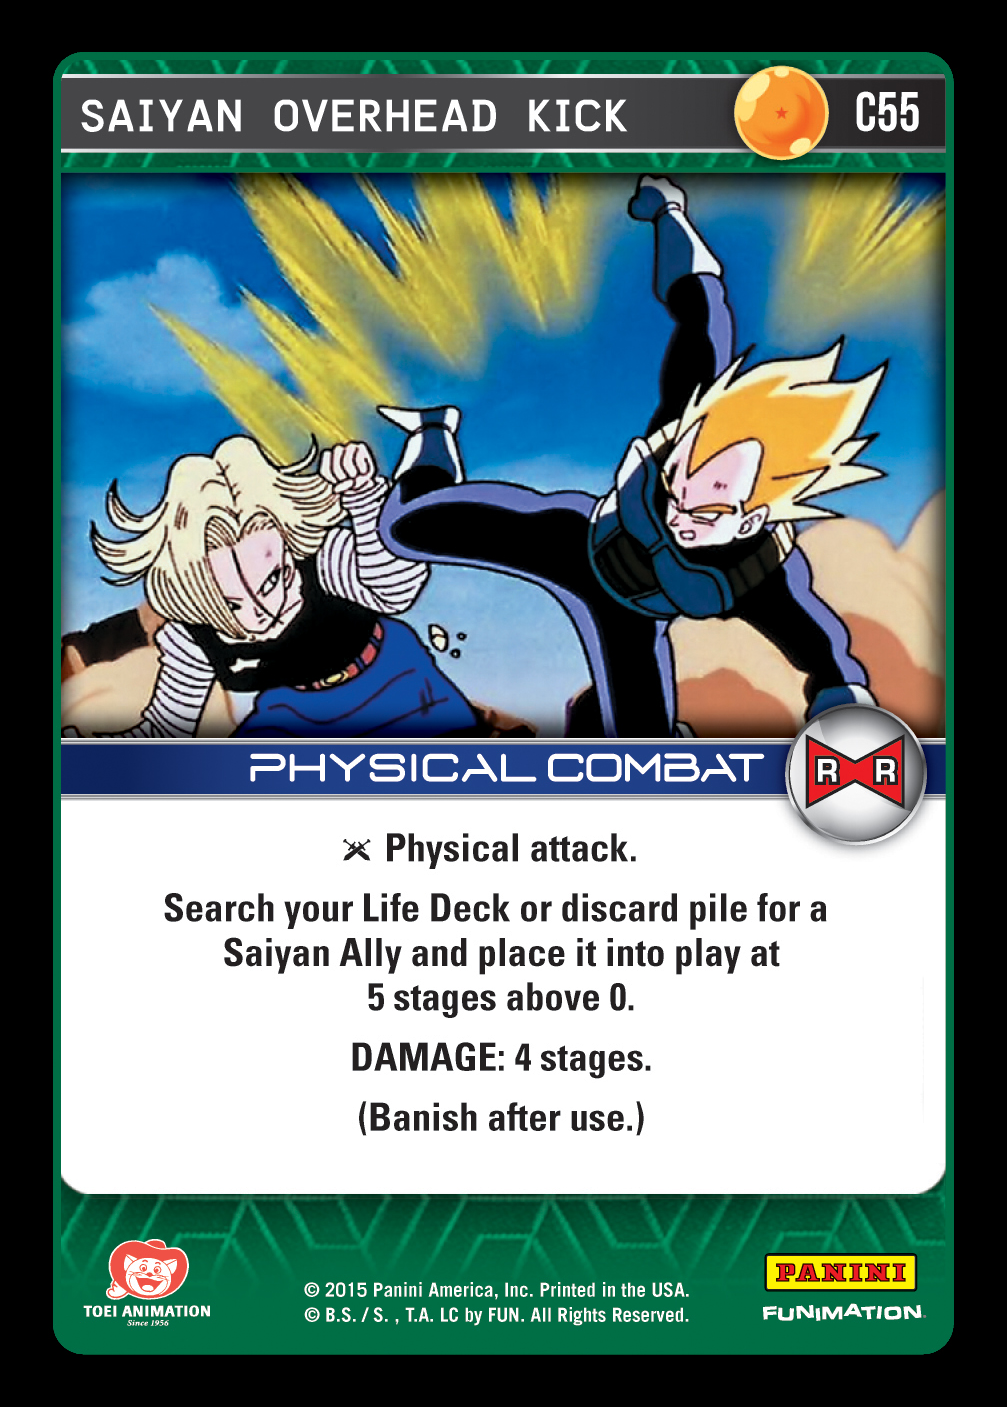 SAIYAN OVERHEAD KICK
C55
PHYSICAL COMBAT
R R
Physical attack.
Search your Life Deck or discard pile for a
Saiyan Ally and place it into play at
5 stages above 0.
DAMAGE: 4 stages.
(Banish after use.)
TOEI ANIMATION
Since 1956
© 2015 Panini America, Inc. Printed in the USA.
© B.S. / S. , T.A. LC by FUN. All Rights Reserved.
PANINI
FUNIMATION